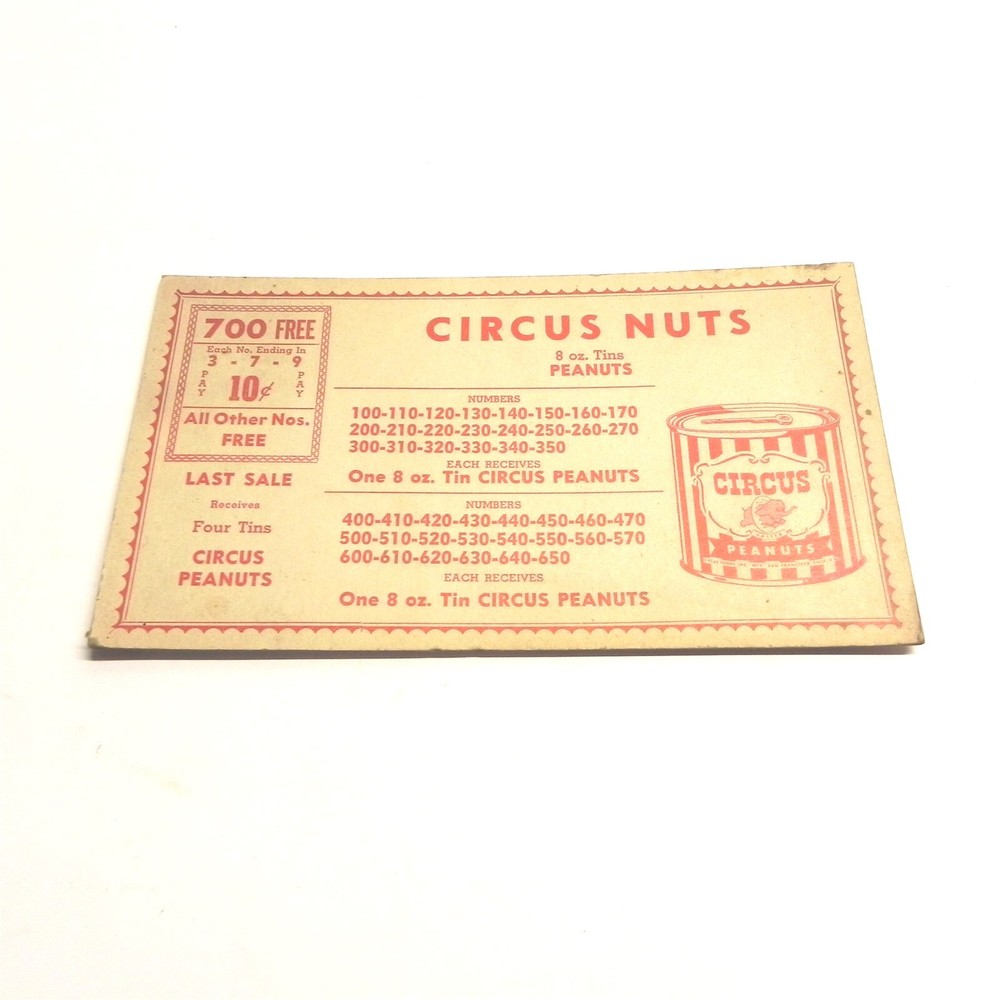 700 FREE
Each No. Ending In
3 - 7 - 9
PAY 10¢ PAY
All Other Nos.
FREE
LAST SALE
Receives
Four Tins
CIRCUS
PEANUTS
CIRCUS NUTS
8 oz. Tins
PEANUTS
NUMBERS
100-110-120-130-140-150-160-170
200-210-220-230-240-250-260-270
300-310-320-330-340-350
EACH RECEIVES
One 8 oz. Tin CIRCUS PEANUTS
NUMBERS
400-410-420-430-440-450-460-470
500-510-520-530-540-550-560-570
600-610-620-630-640-650
EACH RECEIVES
One 8 oz. Tin CIRCUS PEANUTS
CIRCUS
PEANUTS